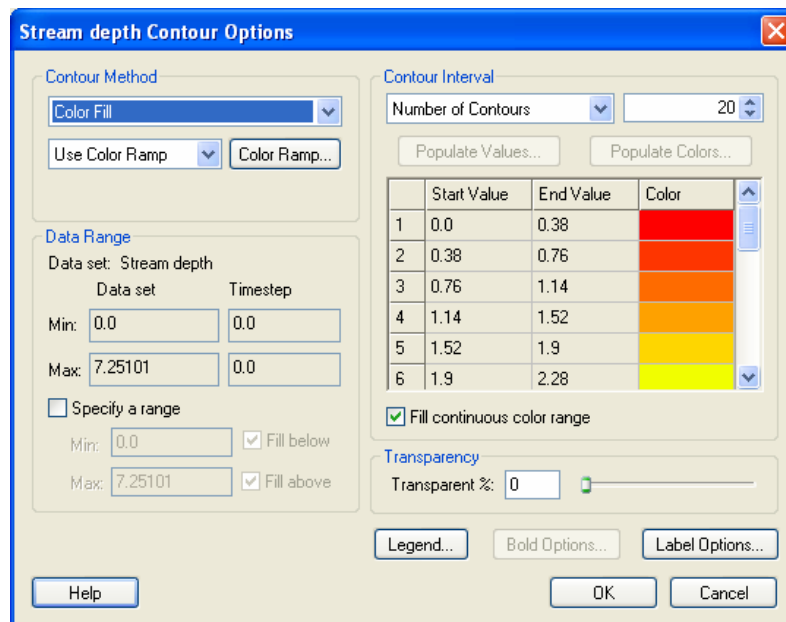 Stream depth Contour Options
Contour Method
Color Fill
Use Color Ramp
Color Ramp...
Data Range
Data set: Stream depth
Data set Timestep
Min: 0.0 0.0
Max: 7.25101 0.0
Specify a range
Min: 0.0 Fill below
Max: 7.25101 Fill above
Contour Interval
Number of Contours 20
Populate Values... Populate Colors...
Start Value End Value Color
1 0.0 0.38
2 0.38 0.76
3 0.76 1.14
4 1.14 1.52
5 1.52 1.9
6 1.9 2.28
Fill continuous color range
Transparency
Transparent %: 0
Legend... Bold Options... Label Options...
Help OK Cancel